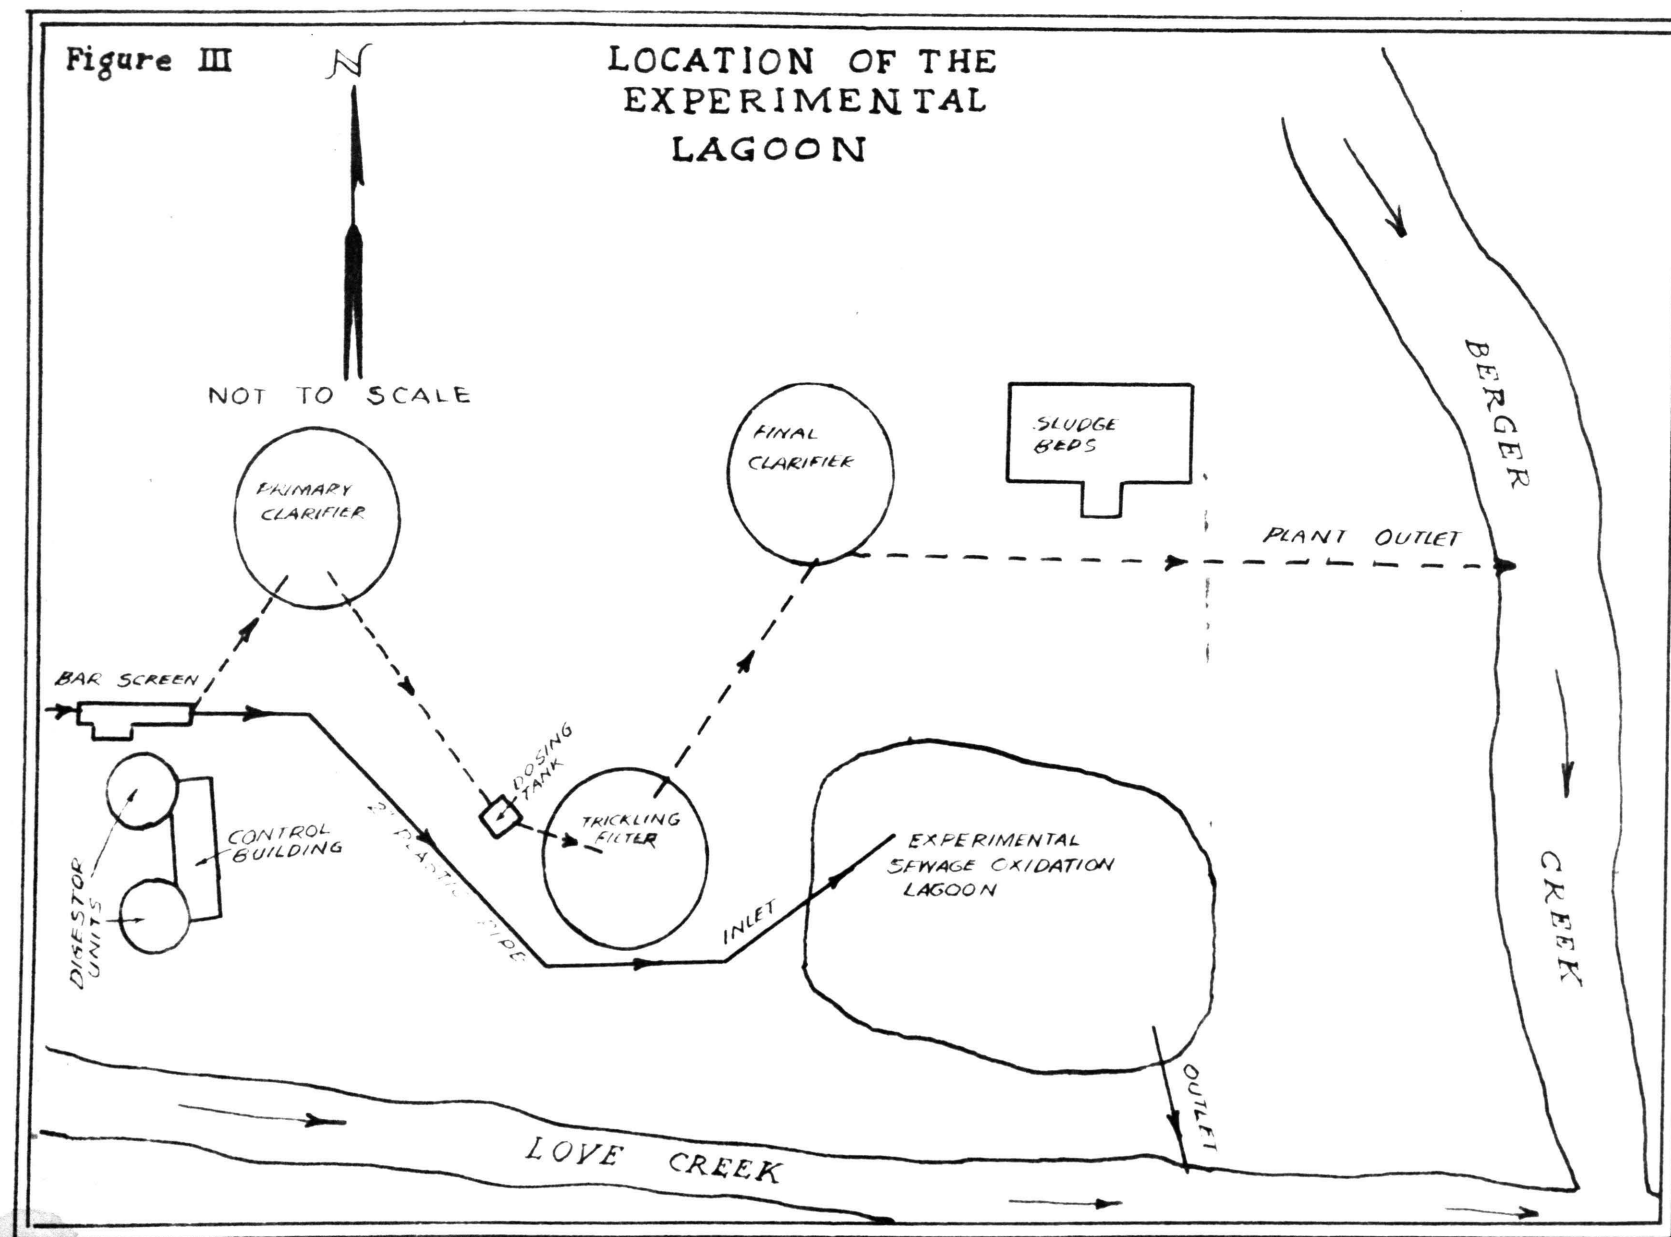 Figure III
N
LOCATION OF THE
EXPERIMENTAL
LAGOON
NOT TO SCALE
PRIMARY
CLARIFIER
FINAL
CLARIFIER
SLUDGE
BEDS
BERGER
CREEK
PLANT OUTLET
BAR SCREEN
DOSING
TANK
TRICKLING
FILTER
2" PLASTIC PIPE
CONTROL
BUILDING
DIGESTOR
UNITS
INLET
EXPERIMENTAL
SEWAGE OXIDATION
LAGOON
OUTLET
LOVE CREEK